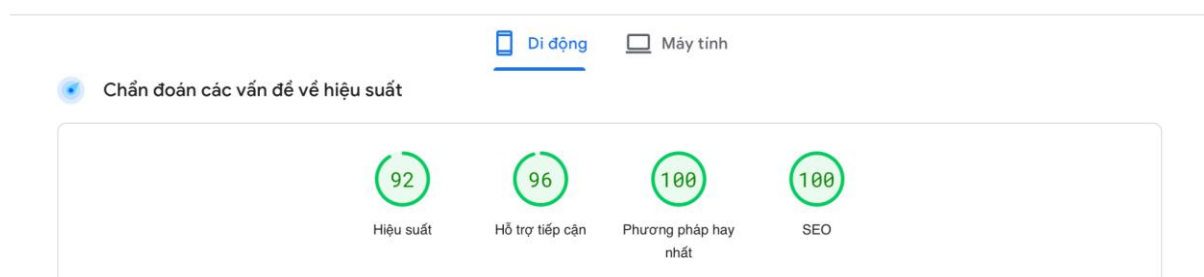 Di động Máy tính
Chẩn đoán các vấn đề về hiệu suất
92 96 100 100
Hiệu suất Hỗ trợ tiếp cận Phương pháp hay SEO
nhất